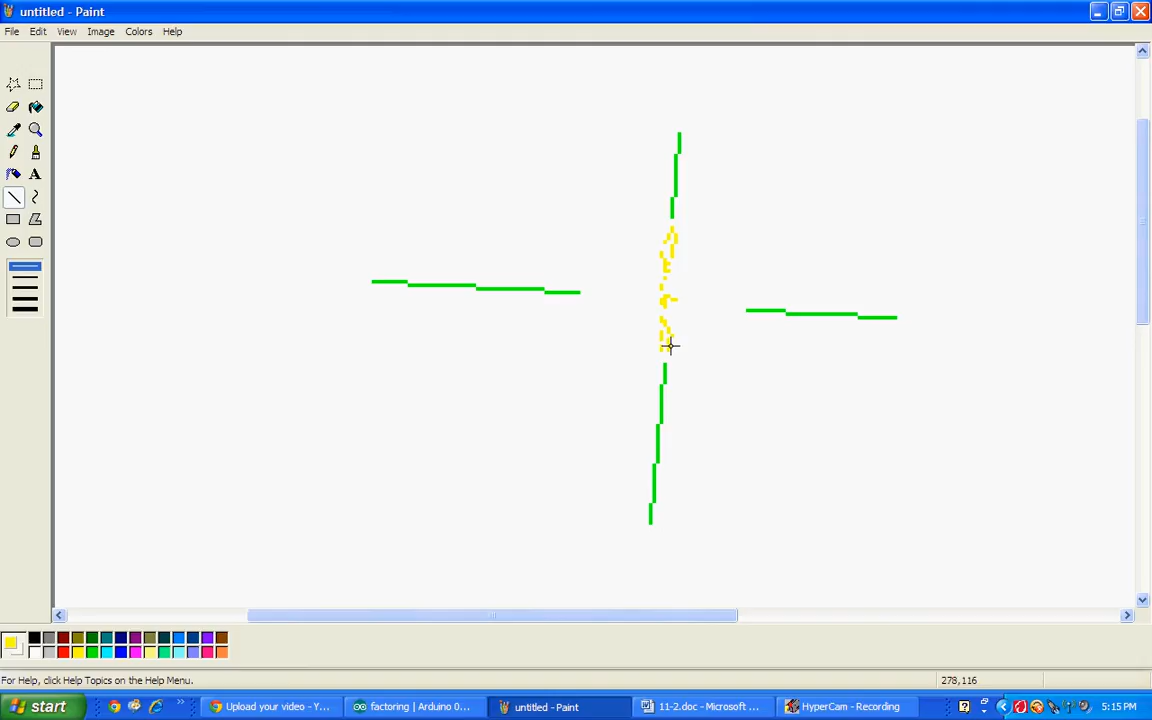 untitled - Paint
File Edit View Image Colors Help
For Help, click Help Topics on the Help Menu.
278,116
start
Upload your video - Y...
factoring | Arduino 0...
untitled - Paint
11-2.doc - Microsoft ...
HyperCam - Recording
5:15 PM